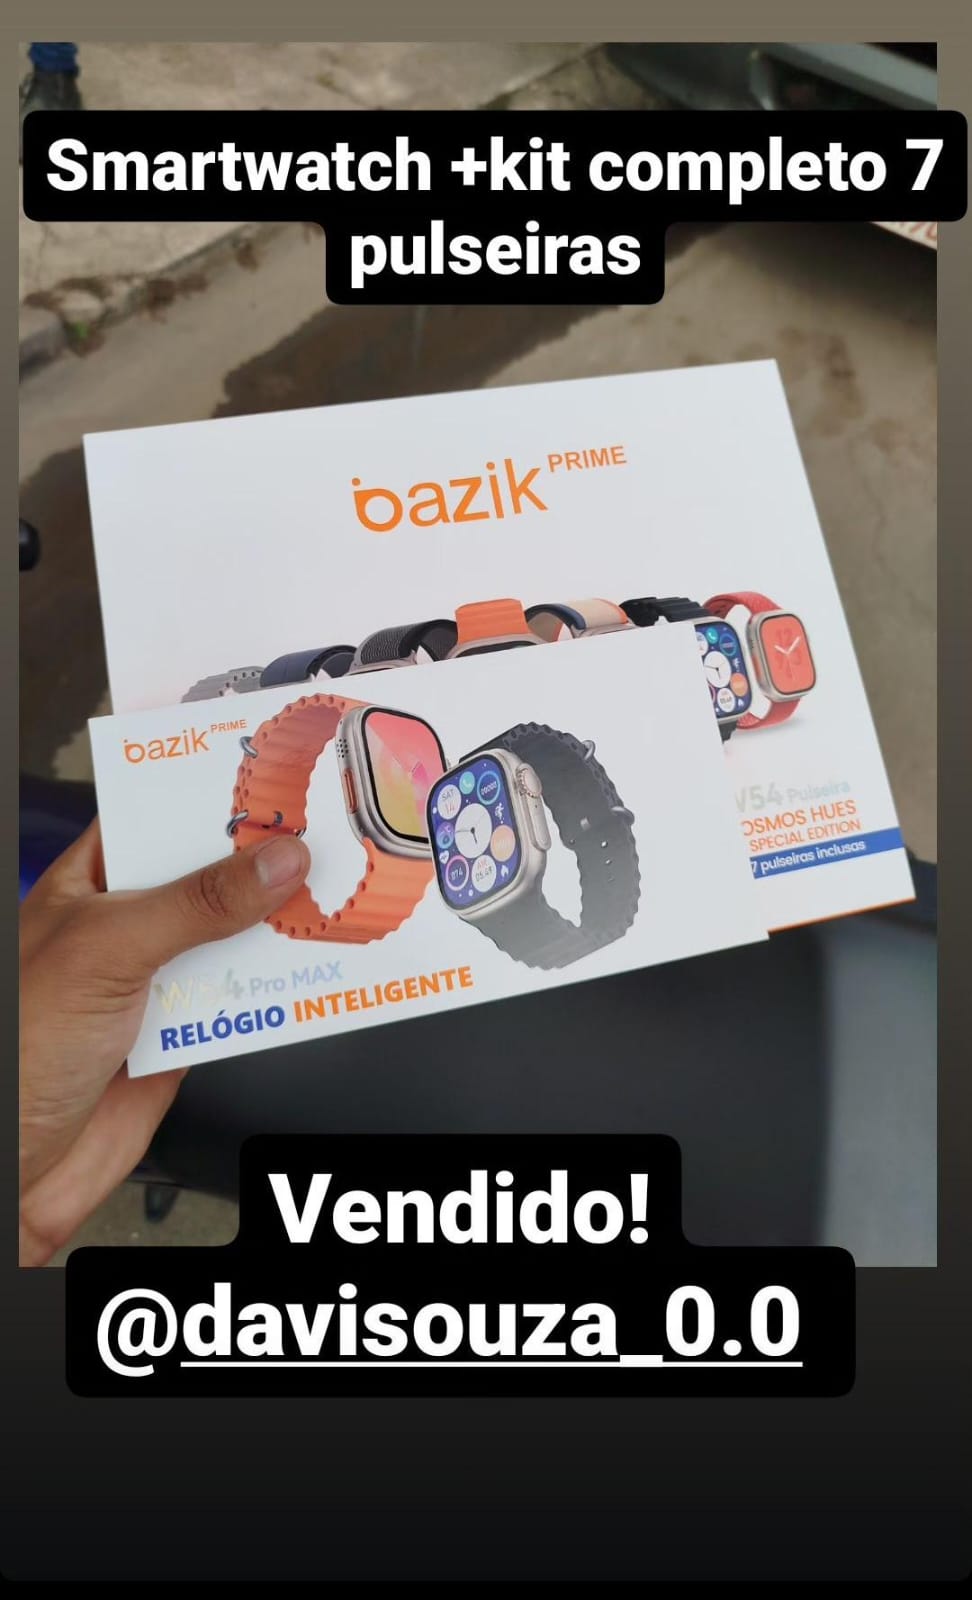 Smartwatch +kit completo 7
pulseiras
bazik PRIME
bazik PRIME
W54 Pulseira
OSMOS HUES
SPECIAL EDITION
7 pulseiras inclusas
W54 Pro MAX
RELÓGIO INTELIGENTE
Vendido!
@davisouza_0.0